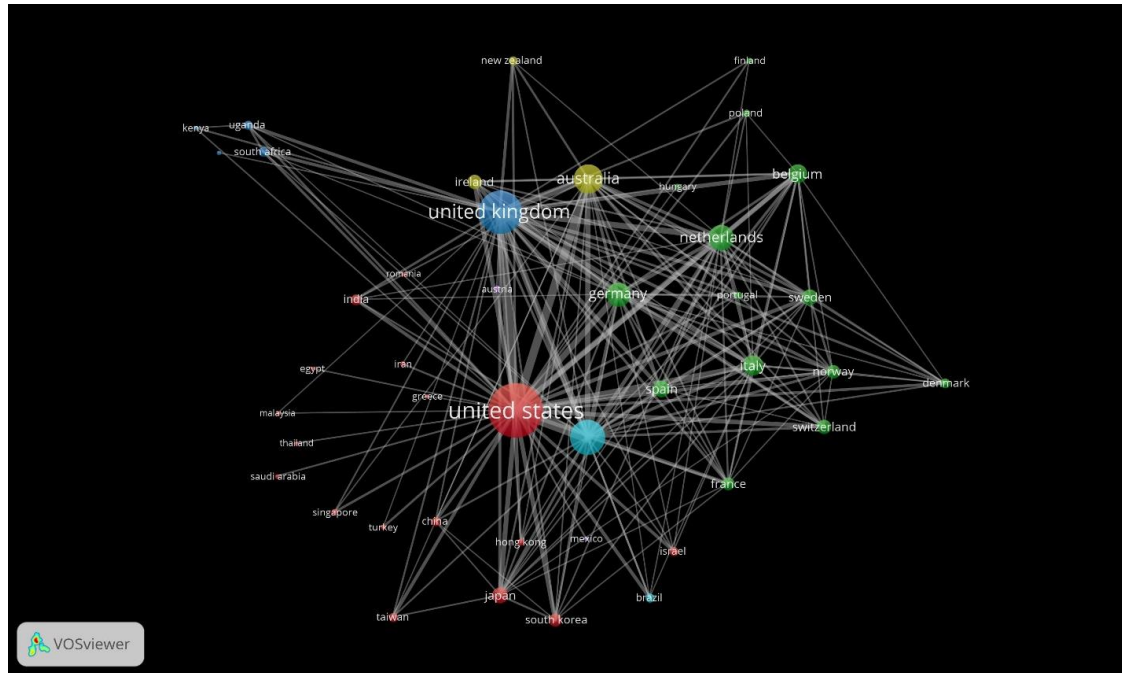 new zealand
finland
poland
kenya
uganda
south africa
ireland
australia
hungary
belgium
united kingdom
netherlands
romania
india
austria
germany
portugal
sweden
egypt
iran
greece
spain
italy
norway
denmark
malaysia
united states
thailand
switzerland
saudi arabia
france
singapore
turkey
china
hong kong
mexico
israel
taiwan
japan
south korea
brazil
VOSviewer